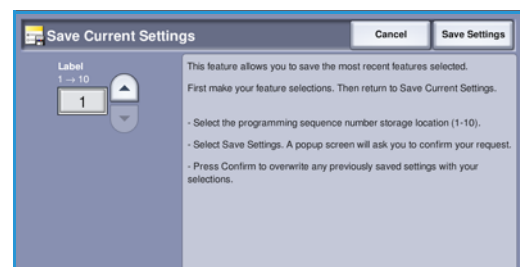 Save Current Settings
Cancel
Save Settings
Label
1 → 10
1
This feature allows you to save the most recent features selected.
First make your feature selections. Then return to Save Current Settings.
- Select the programming sequence number storage location (1-10).
- Select Save Settings. A popup screen will ask you to confirm your request.
- Press Confirm to overwrite any previously saved settings with your
selections.